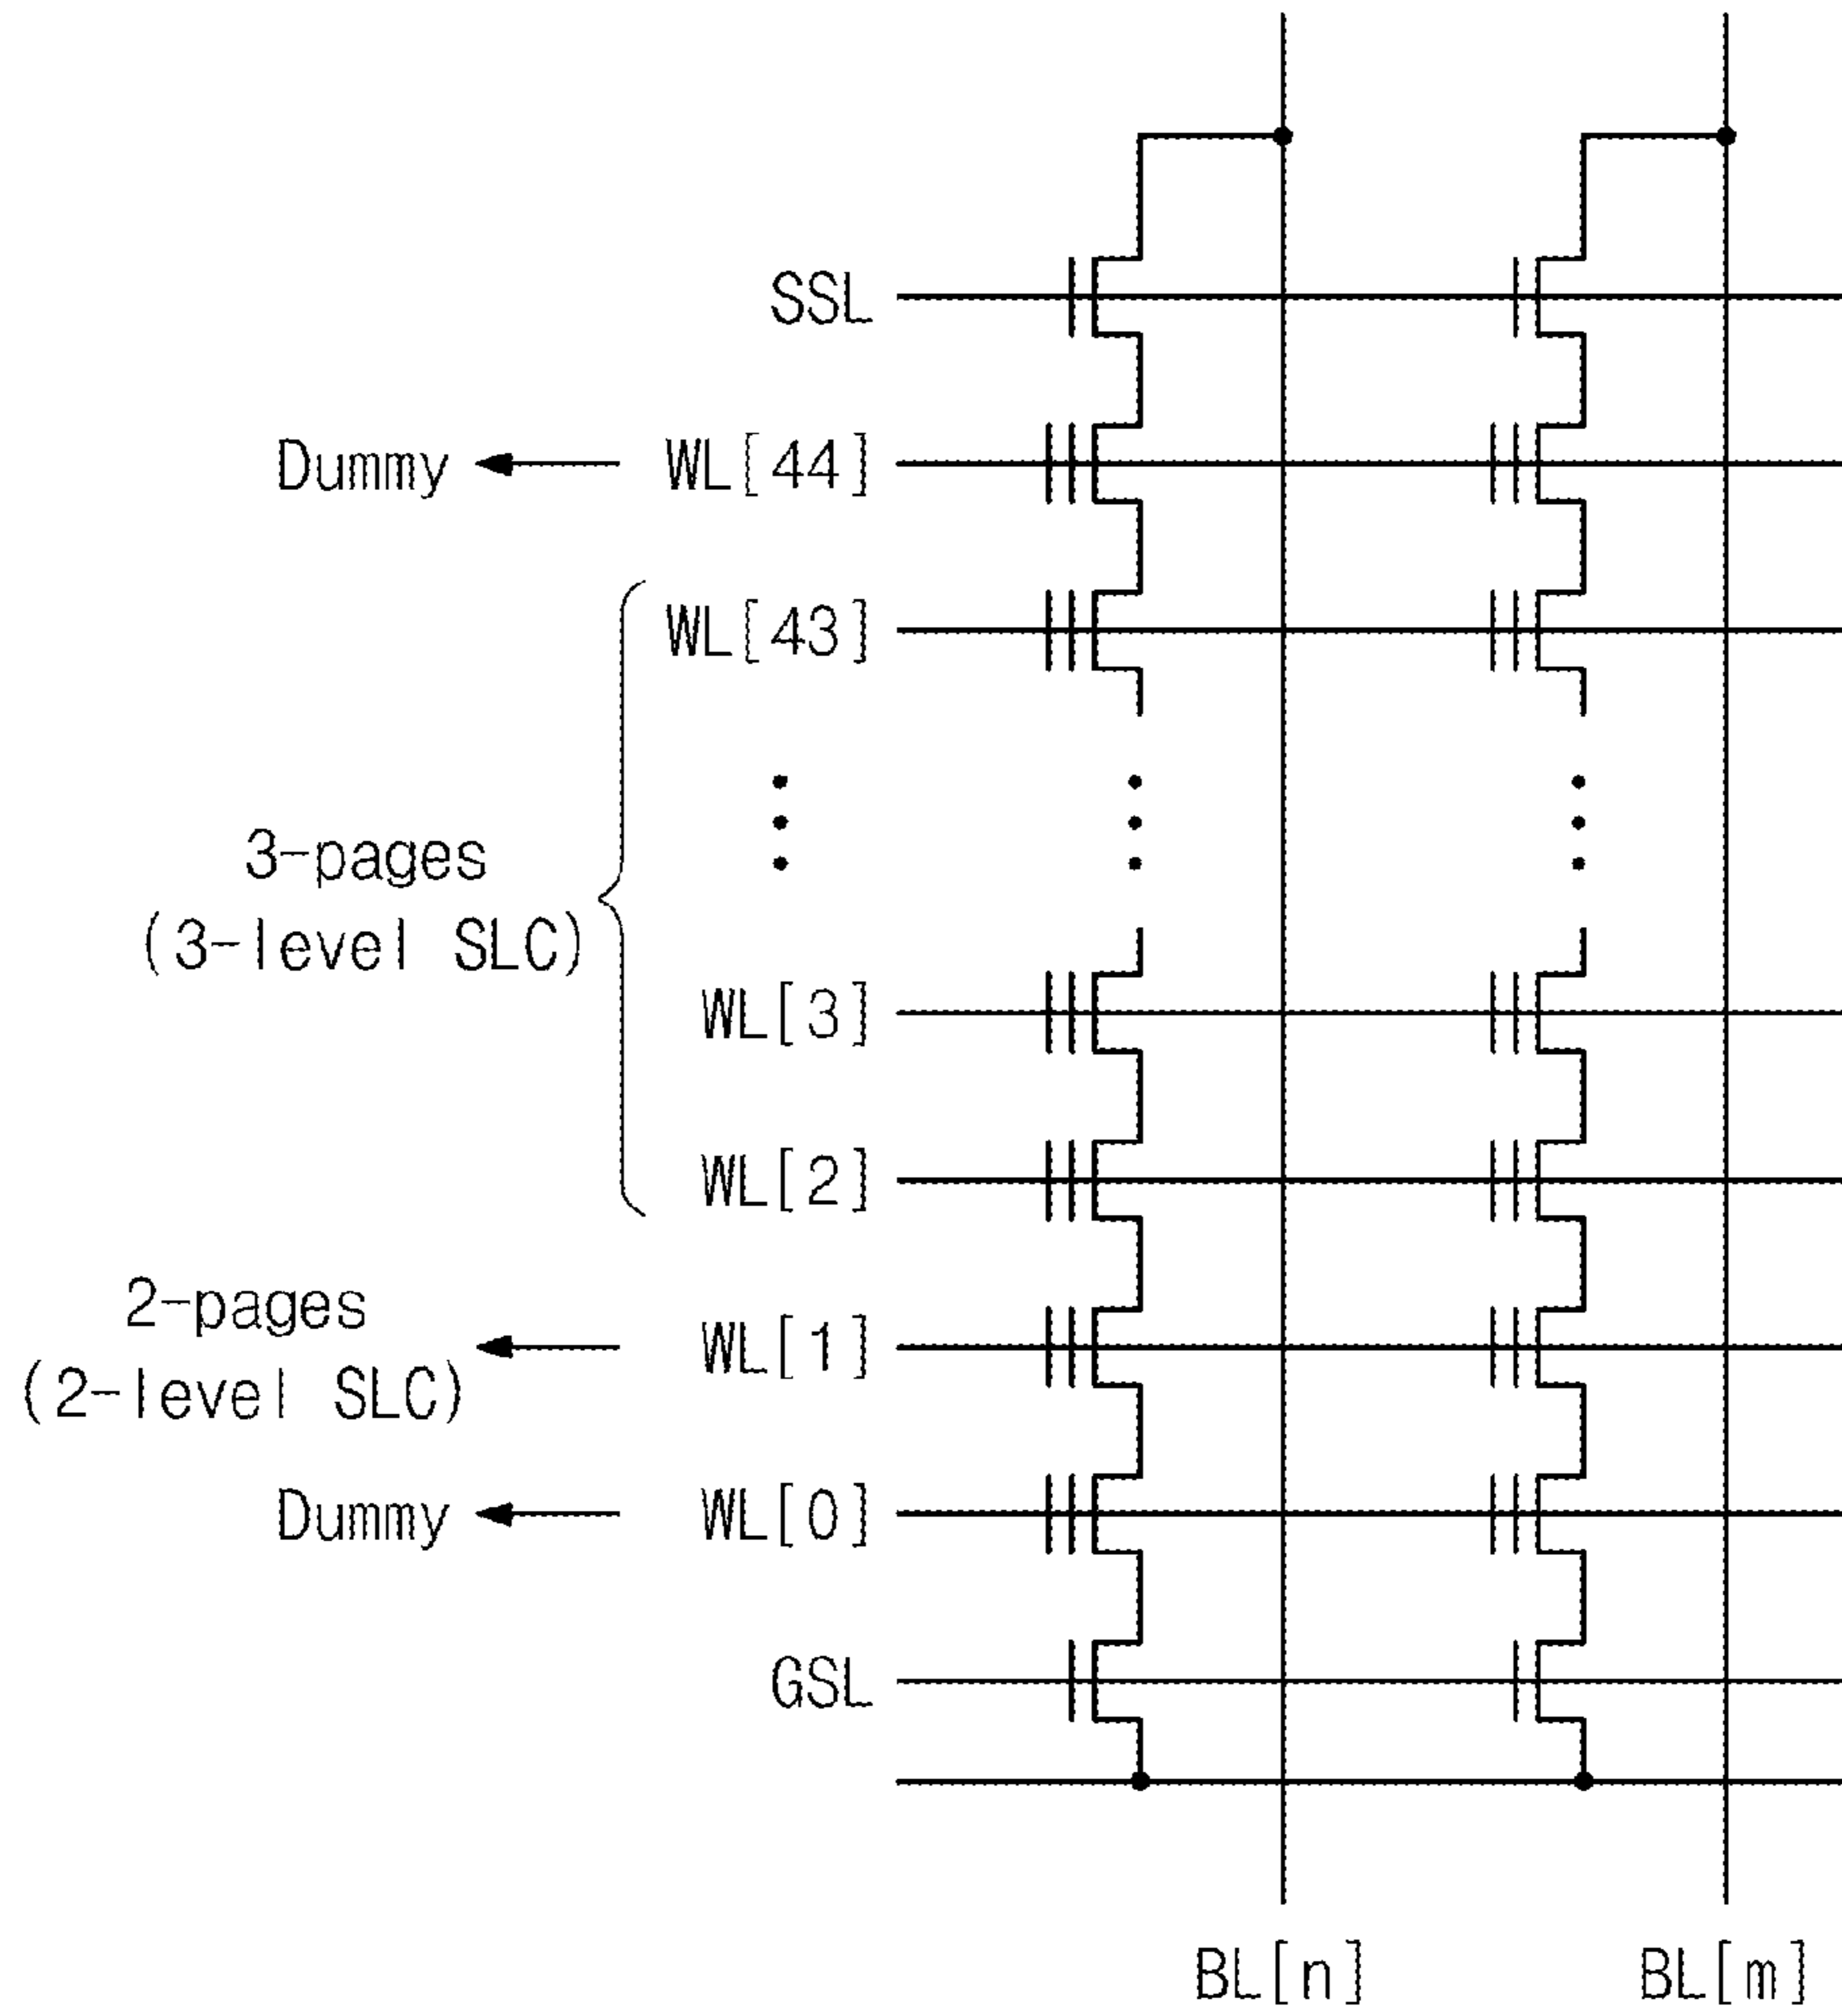 SSL
Dummy
WL[44]
WL[43]
3-pages
(3-level SLC)
WL[3]
WL[2]
2-pages
(2-level SLC)
WL[1]
Dummy
WL[0]
GSL
BL[n]
BL[m]